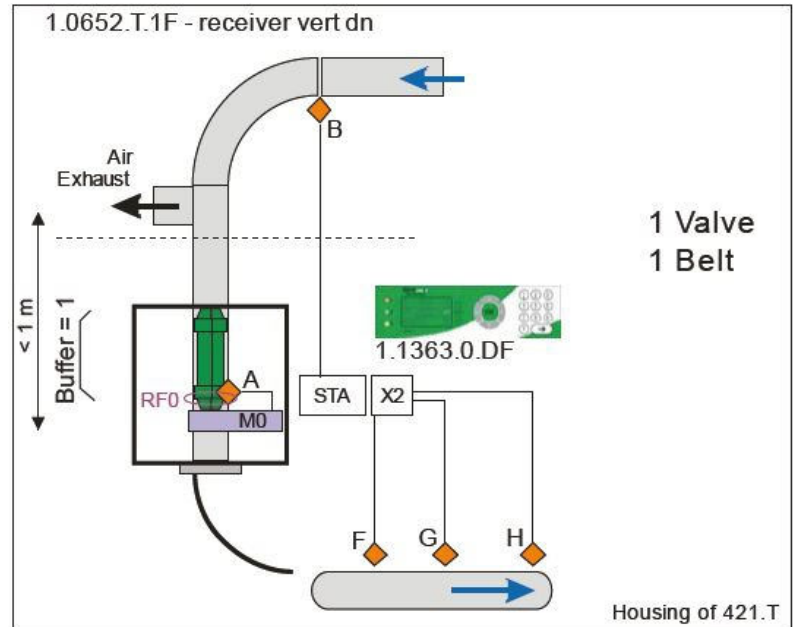 1.0652.T.1F - receiver vert dn
B
Air
Exhaust
1 Valve
1 Belt
< 1 m
Buffer = 1
1.1363.0.DF
A
RF0
STA
X2
M0
F
G
H
Housing of 421.T